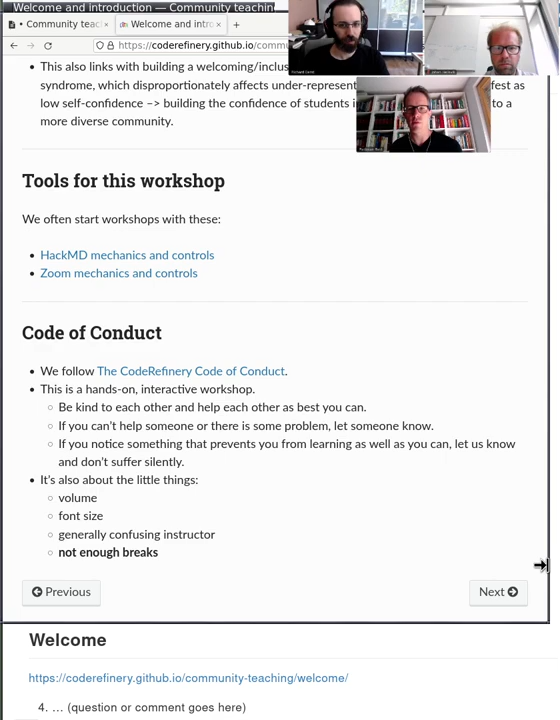 Welcome and introduction — Community teachin
Community teac
Welcome and intro
https://coderefinery.github.io/commu
This also links with building a welcoming/inclus
syndrome, which disproportionately affects under-represent fest as
low self-confidence –> building the confidence of students i to a
more diverse community.
Tools for this workshop
We often start workshops with these:
HackMD mechanics and controls
Zoom mechanics and controls
Code of Conduct
We follow The CodeRefinery Code of Conduct.
This is a hands-on, interactive workshop.
Be kind to each other and help each other as best you can.
If you can't help someone or there is some problem, let someone know.
If you notice something that prevents you from learning as well as you can, let us know
and don't suffer silently.
It's also about the little things:
volume
font size
generally confusing instructor
not enough breaks
Previous
Next
Welcome
https://coderefinery.github.io/community-teaching/welcome/
4. ... (question or comment goes here)